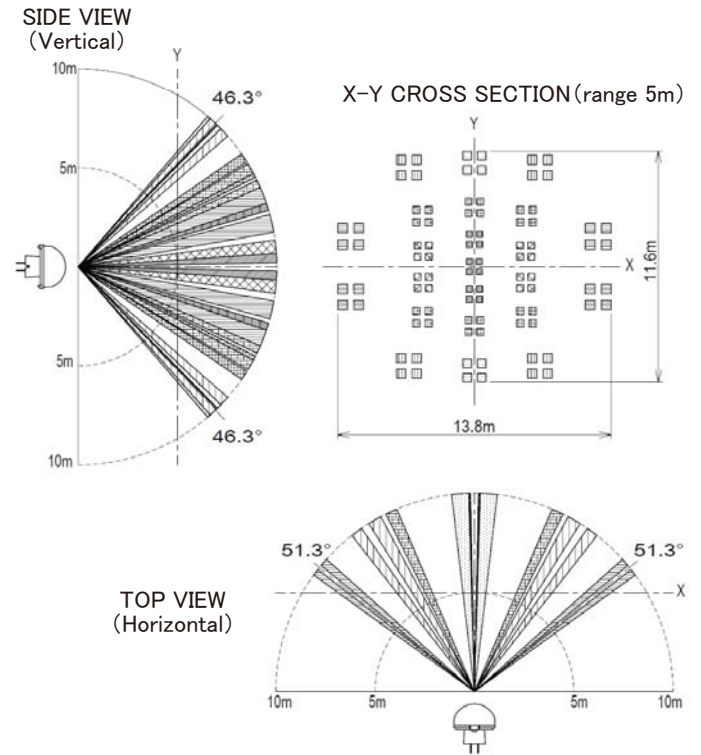 SIDE VIEW
(Vertical)
Y
10m
46.3°
5m
5m
46.3°
10m
X-Y CROSS SECTION(range 5m)
Y
X
11.6m
13.8m
51.3°
51.3°
TOP VIEW
(Horizontal)
X
10m
5m
5m
10m